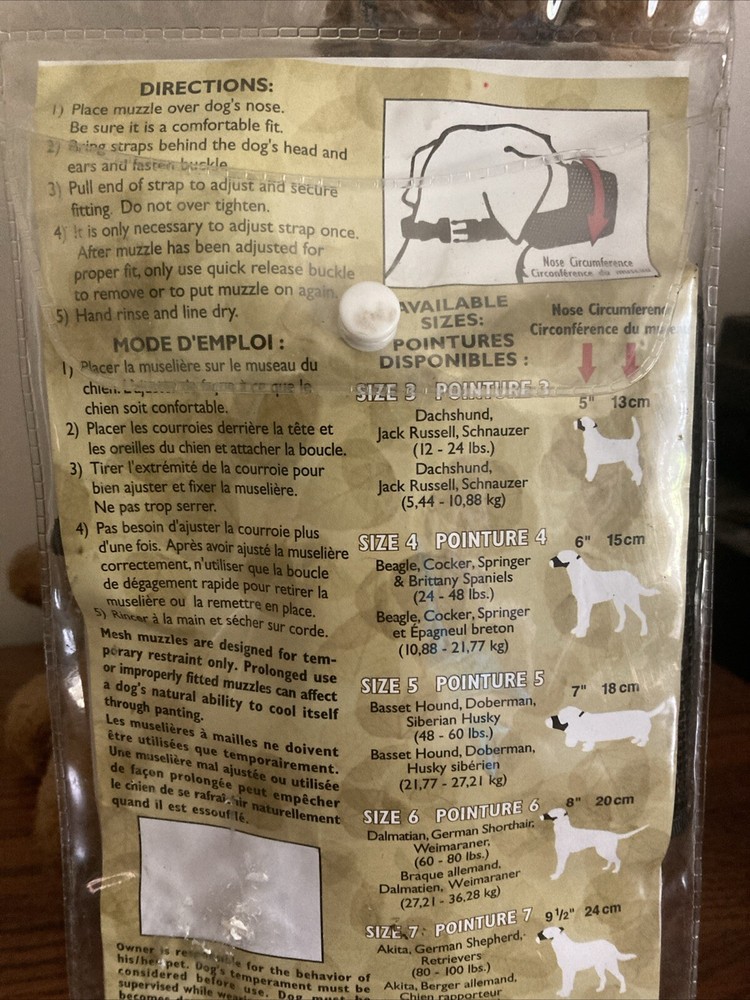 DIRECTIONS:
1) Place muzzle over dog's nose.
Be sure it is a comfortable fit.
2) Bring straps behind the dog's head and
ears and fasten buckle
3) Pull end of strap to adjust and secure
fitting. Do not over tighten.
4) It is only necessary to adjust strap once.
After muzzle has been adjusted for
proper fit, only use quick release buckle
to remove or to put muzzle on again.
5) Hand rinse and line dry.
MODE D'EMPLOI :
1) Placer la muselière sur le museau du
chien. L'ajuster de façon à ce que le
chien soit confortable.
2) Placer les courroies derrière la tête et
les oreilles du chien et attacher la boucle.
3) Tirer l'extrémité de la courroie pour
bien ajuster et fixer la muselière.
Ne pas trop serrer.
4) Pas besoin d'ajuster la courroie plus
d'une fois. Après avoir ajusté la muselière
correctement, n'utiliser que la boucle
de dégagement rapide pour retirer la
muselière ou la remettre en place.
5) Rincer à la main et sécher sur corde.
Mesh muzzles are designed for tem-
porary restraint only. Prolonged use
or improperly fitted muzzles can affect
a dog's natural ability to cool itself
through panting.
Les muselières à mailles ne doivent
être utilisées que temporairement.
Une muselière mal ajustée ou utilisée
de façon prolongée peut empêcher
le chien de se rafraîchir naturellement
quand il est essoufflé.
Owner is responsible for the behavior of
his/her pet. Dog's temperament must be
considered before use. Dog must be
supervised while
becomes
Nose Circumference
Circonférence du museau
AVAILABLE
SIZES:
POINTURES
DISPONIBLES :
Nose Circumferen
Circonférence du mu
SIZE 3 POINTURE 3
5" 13cm
Dachshund,
Jack Russell, Schnauzer
(12 - 24 lbs.)
Dachshund,
Jack Russell, Schnauzer
(5,44 - 10,88 kg)
SIZE 4 POINTURE 4
6" 15cm
Beagle, Cocker, Springer
& Brittany Spaniels
(24 - 48 lbs.)
Beagle, Cocker, Springer
et Épagneul breton
(10,88 - 21,77 kg)
SIZE 5 POINTURE 5
7" 18 cm
Basset Hound, Doberman,
Siberian Husky
(48 - 60 lbs.)
Basset Hound, Doberman,
Husky sibérien
(21,77 - 27,21 kg)
SIZE 6 POINTURE 6
8" 20cm
Dalmatian, German Shorthair,
Weimaraner,
(60 - 80 lbs.)
Braque allemand,
Dalmatien, Weimaraner
(27,21 - 36,28 kg)
SIZE 7 POINTURE 7
9 1/2" 24 cm
Akita, German Shepherd,
Retrievers
(80 - 100 lbs.)
Akita, Berger allemand,
Chien rapporteur